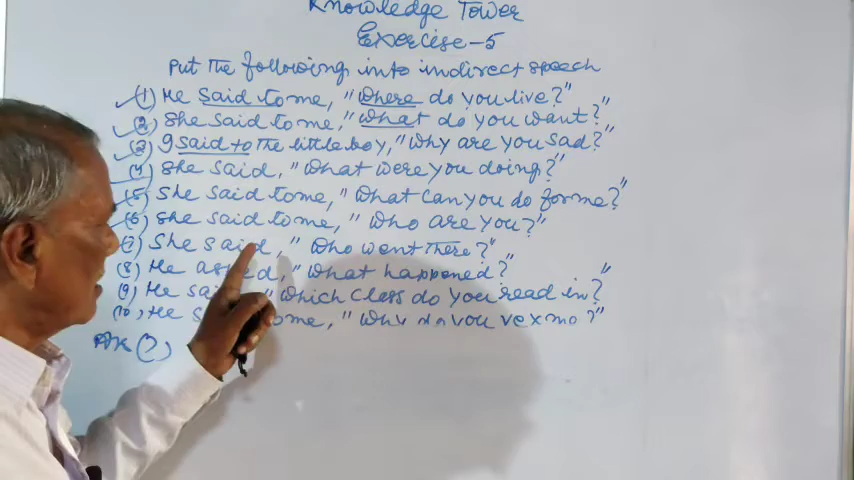 Knowledge Tower
Exercise-5
Put the following into indirect speech
(1) He said to me, "where do you live?"
(2) She said to me, "what do you want?"
(3) I said to the little boy, "Why are you sad?"
(4) She said, "What were you doing?"
(5) She said to me, "What can you do for me?"
(6) She said to me, "Who are you?"
(7) She said, "Who went there?"
(8) He asked, "what happened?"
(9) He "which class do you read in?"
(10) He me, "Why do you vex me?"
(7)